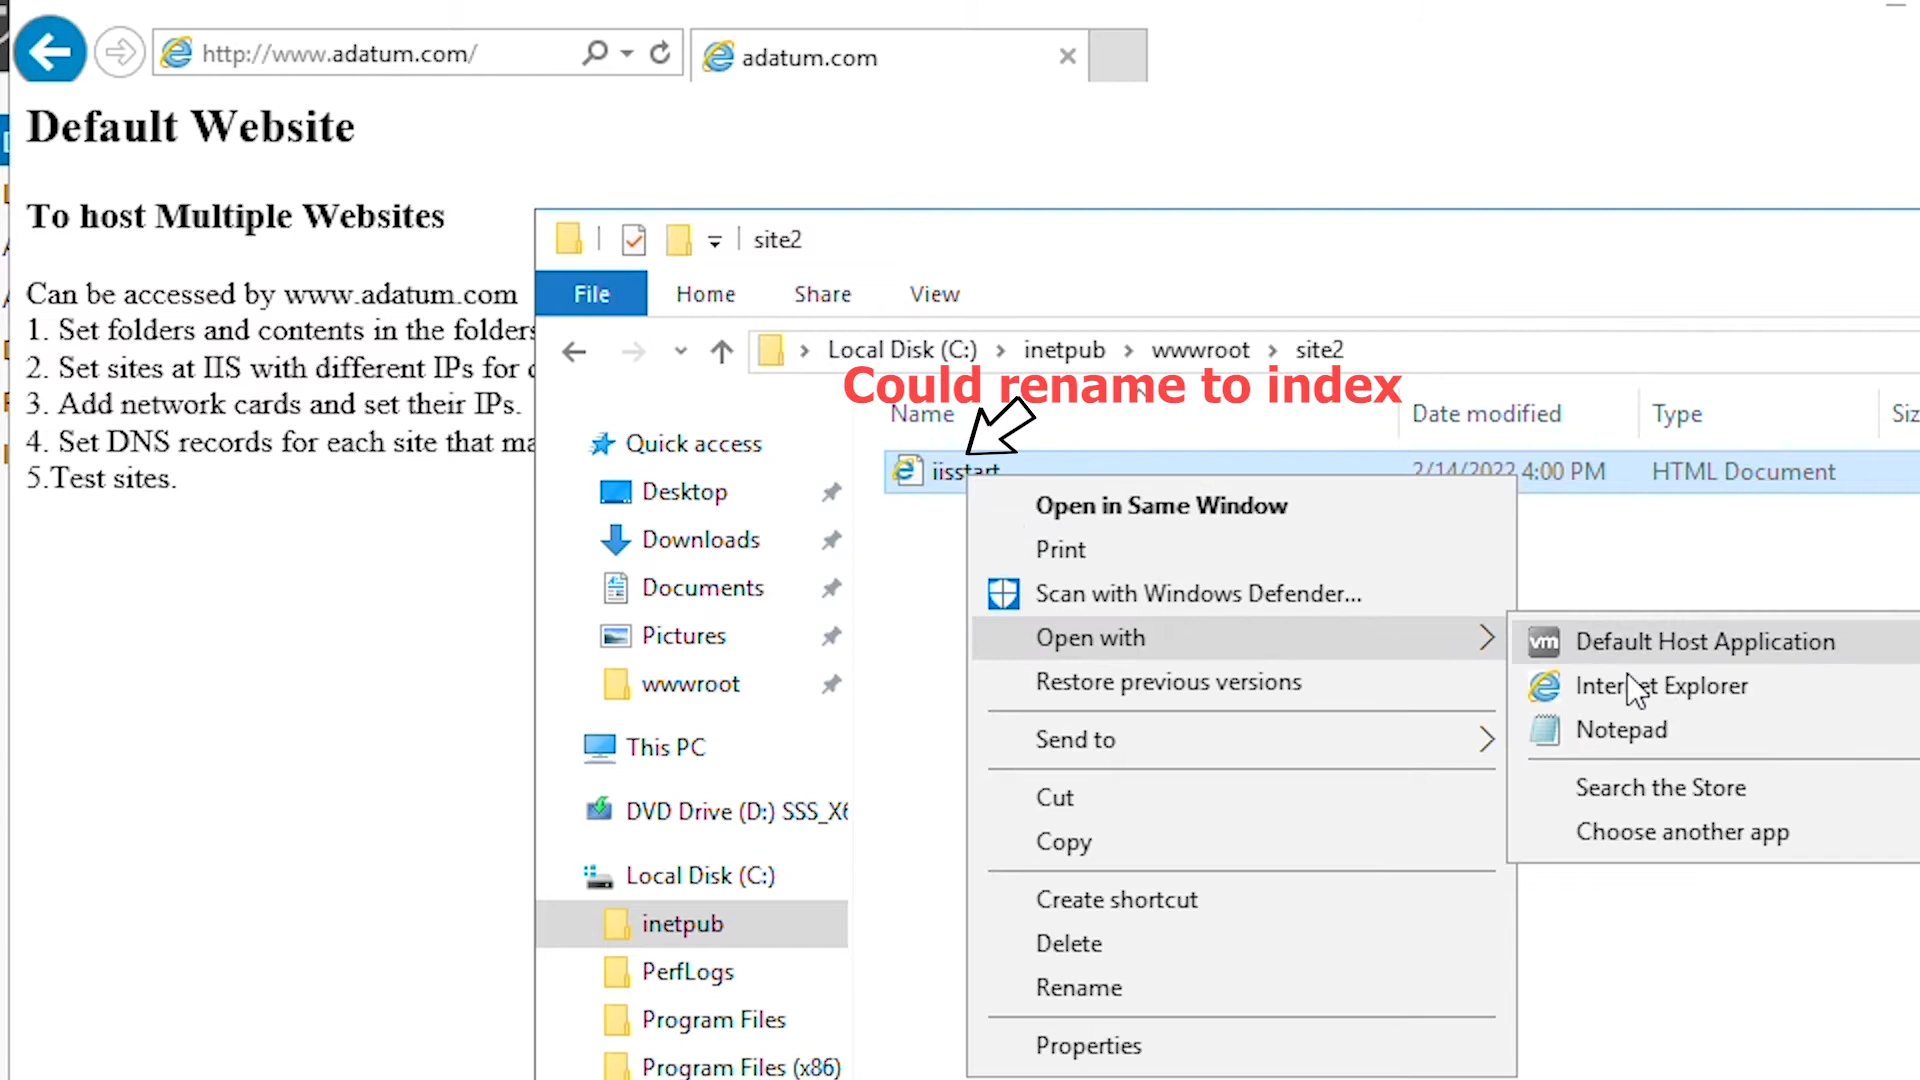 http://www.adatum.com/
adatum.com
Default Website
To host Multiple Websites
Can be accessed by www.adatum.com
1. Set folders and contents in the folders
2. Set sites at IIS with different IPs for
3. Add network cards and set their IPs.
4. Set DNS records for each site that
5.Test sites.
site2
File Home Share View
Local Disk (C:) > inetpub > wwwroot > site2
Could rename to index
Name Date modified Type
iisstart 2/14/2022 4:00 PM HTML Document
Quick access
Desktop
Downloads
Documents
Pictures
wwwroot
This PC
DVD Drive (D:) SSS_X6
Local Disk (C:)
inetpub
PerfLogs
Program Files
Program Files (x86)
Open in Same Window
Print
Scan with Windows Defender...
Open with
Restore previous versions
Send to
Cut
Copy
Create shortcut
Delete
Rename
Properties
vm Default Host Application
Internet Explorer
Notepad
Search the Store
Choose another app